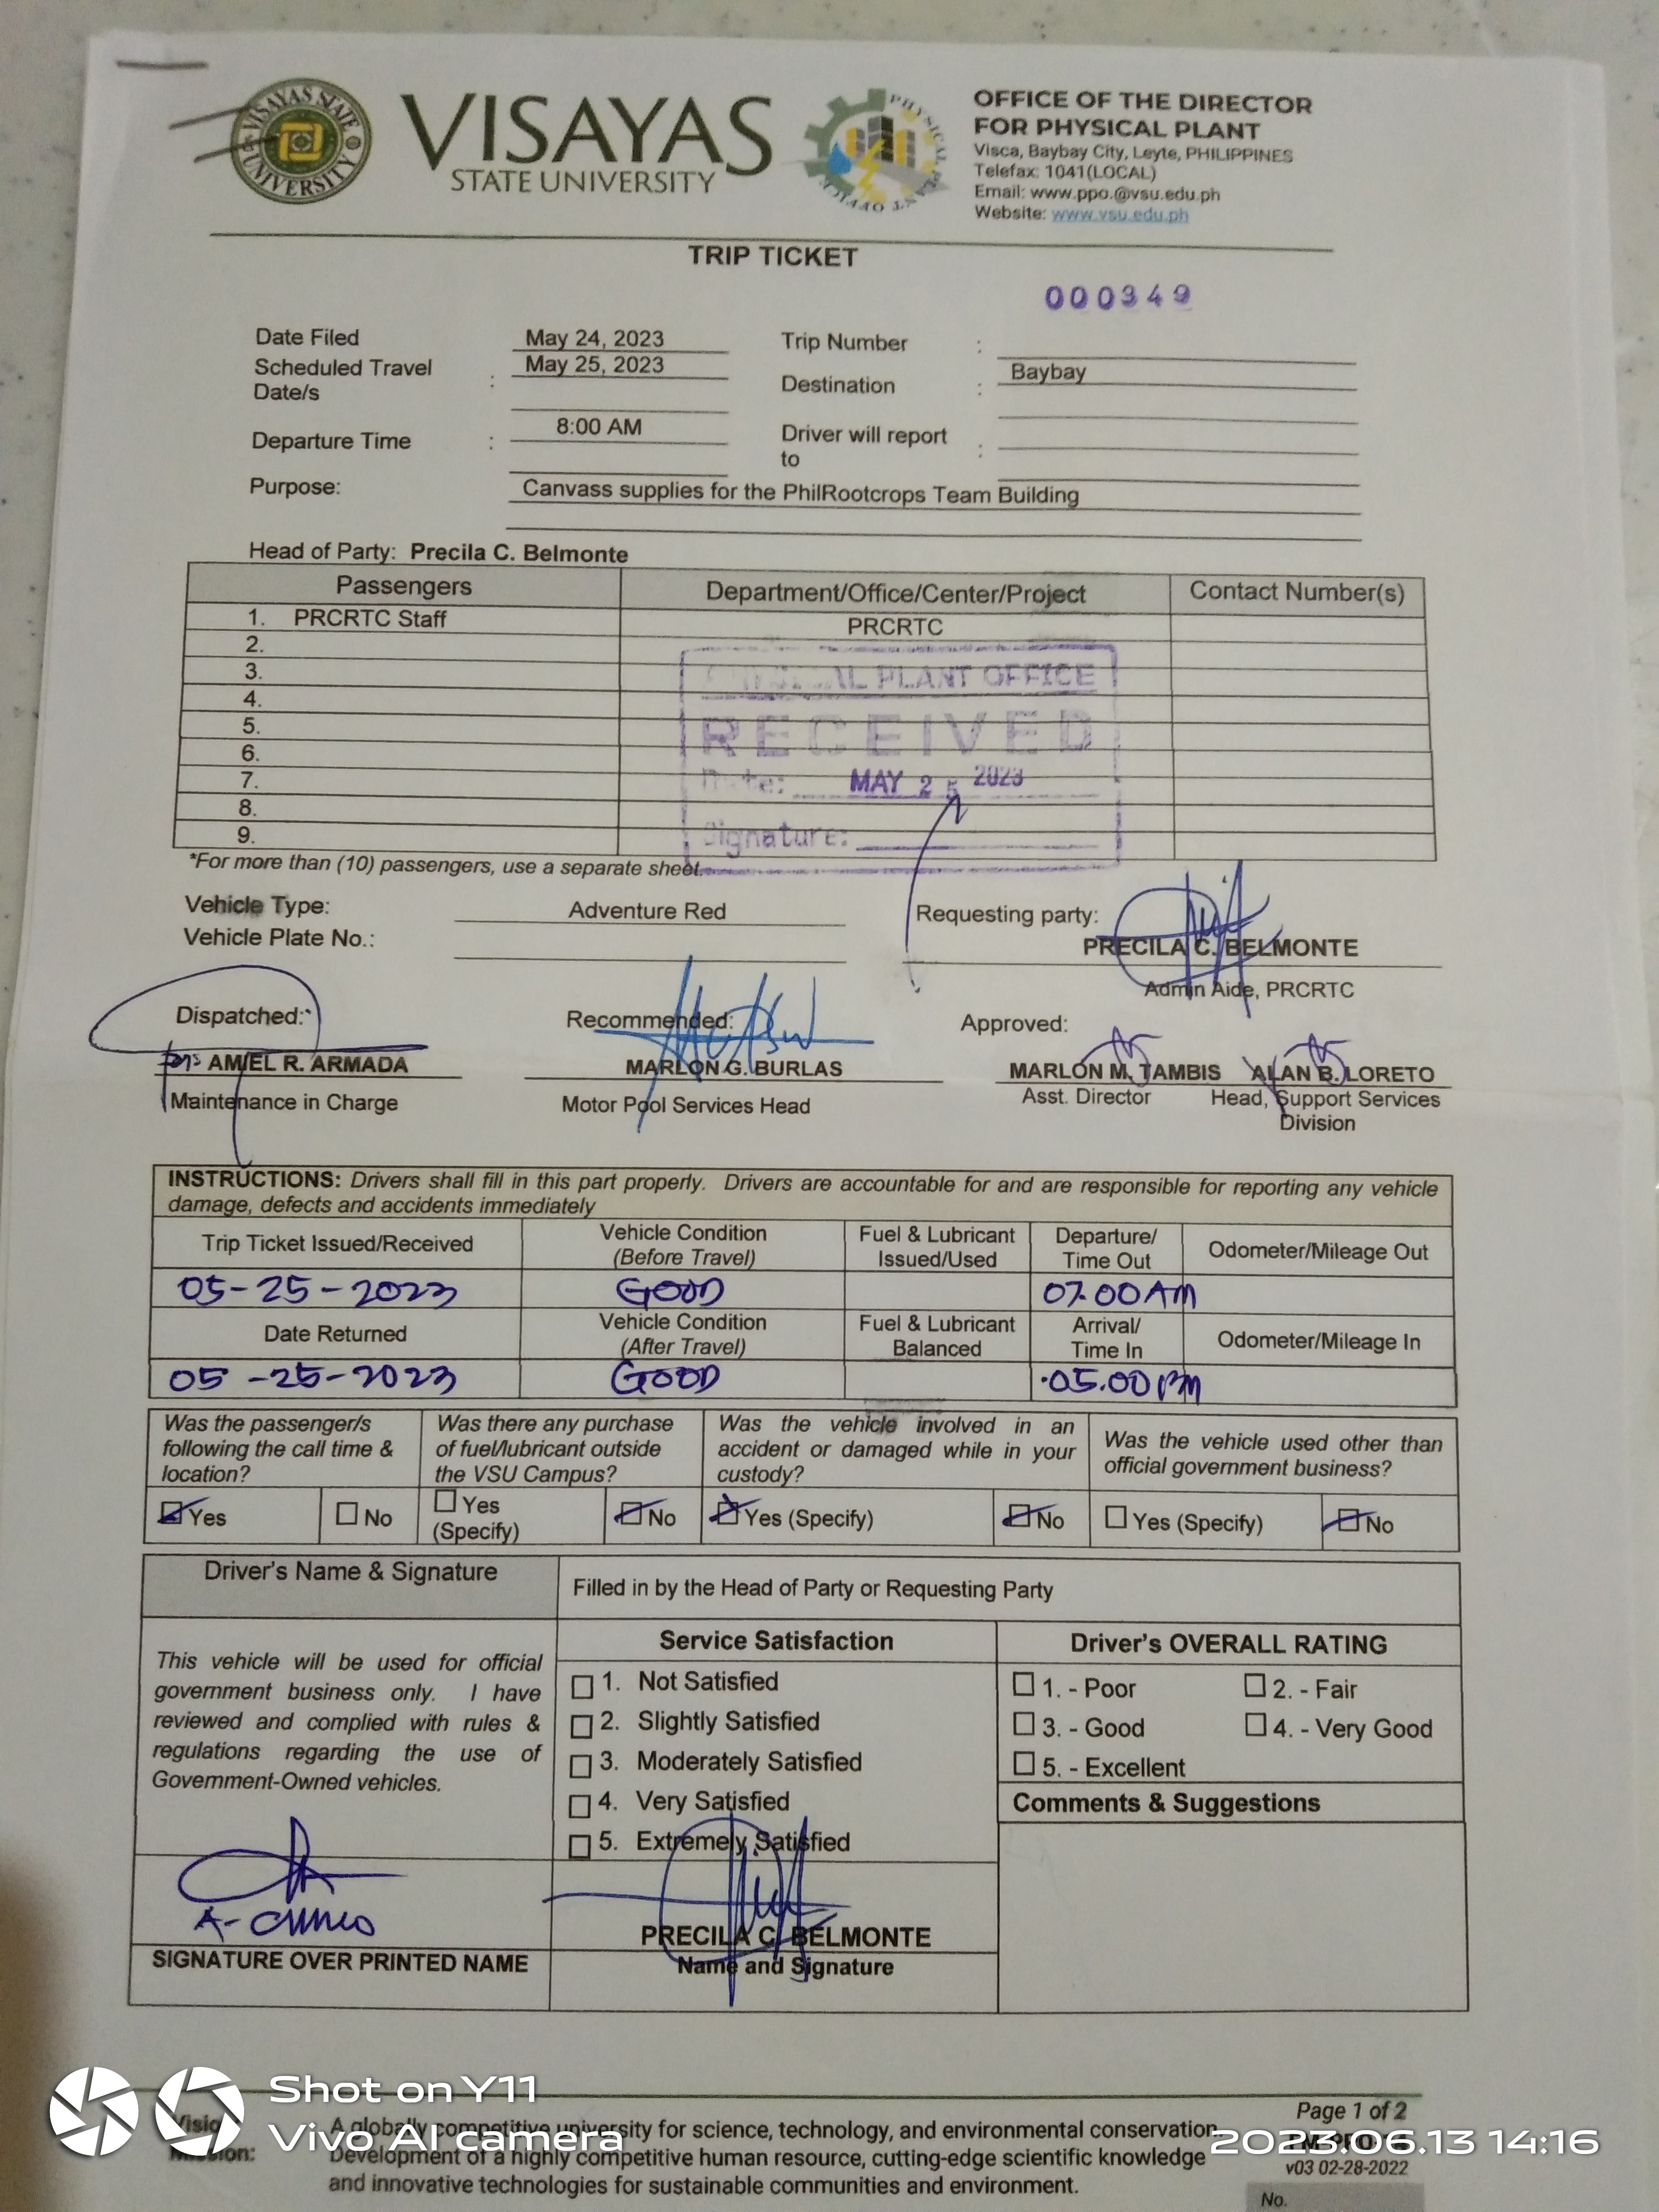 VISAYAS STATE UNIVERSITY
VISAYAS
STATE UNIVERSITY
OFFICE OF THE DIRECTOR
FOR PHYSICAL PLANT
Visca, Baybay City, Leyte, PHILIPPINES
Telefax: 1041(LOCAL)
Email: www.ppo.@vsu.edu.ph
Website: www.vsu.edu.ph
TRIP TICKET
000349
Date Filed May 24, 2023 Trip Number :
Scheduled Travel Date/s : May 25, 2023 Destination : Baybay
Departure Time : 8:00 AM Driver will report to :
Purpose: Canvass supplies for the PhilRootcrops Team Building
Head of Party: Precila C. Belmonte
Passengers Department/Office/Center/Project Contact Number(s)
1. PRCRTC Staff PRCRTC
2.
3.
4.
5.
6.
7.
8.
9.
PLANT OFFICE
RECEIVED
Date: MAY 25 2023
Signature:
*For more than (10) passengers, use a separate sheet.
Vehicle Type: Adventure Red Requesting party:
Vehicle Plate No.: PRECILA C. BELMONTE
Admin Aide, PRCRTC
Dispatched: Recommended: Approved:
AMIEL R. ARMADA MARLON G. BURLAS MARLON M. TAMBIS ALAN B. LORETO
Maintenance in Charge Motor Pool Services Head Asst. Director Head, Support Services
Division
INSTRUCTIONS: Drivers shall fill in this part properly. Drivers are accountable for and are responsible for reporting any vehicle
damage, defects and accidents immediately
Trip Ticket Issued/Received Vehicle Condition (Before Travel) Fuel & Lubricant Issued/Used Departure/ Time Out Odometer/Mileage Out
05-25-2023 GOOD 07.00AM
Date Returned Vehicle Condition (After Travel) Fuel & Lubricant Balanced Arrival/ Time In Odometer/Mileage In
05-25-2023 GOOD 05.00PM
Was the passenger/s following the call time & location? Was there any purchase of fuel/lubricant outside the VSU Campus? Was the vehicle involved in an accident or damaged while in your custody? Was the vehicle used other than official government business?
Yes No Yes (Specify) No Yes (Specify) No Yes (Specify) No
Driver's Name & Signature Filled in by the Head of Party or Requesting Party
Service Satisfaction Driver's OVERALL RATING
This vehicle will be used for official
government business only. I have
reviewed and complied with rules &
regulations regarding the use of
Government-Owned vehicles.
1. Not Satisfied
2. Slightly Satisfied
3. Moderately Satisfied
4. Very Satisfied
5. Extremely Satisfied
1. - Poor 2. - Fair
3. - Good 4. - Very Good
5. - Excellent
Comments & Suggestions
PRECILA C. BELMONTE
SIGNATURE OVER PRINTED NAME Name and Signature
Page 1 of 2
A globally competitive university for science, technology, and environmental conservation
Mission: Development of a highly competitive human resource, cutting-edge scientific knowledge
and innovative technologies for sustainable communities and environment.
v03 02-28-2022
No.
Shot on Y11
Vivo AI camera
2023.06.13 14:16